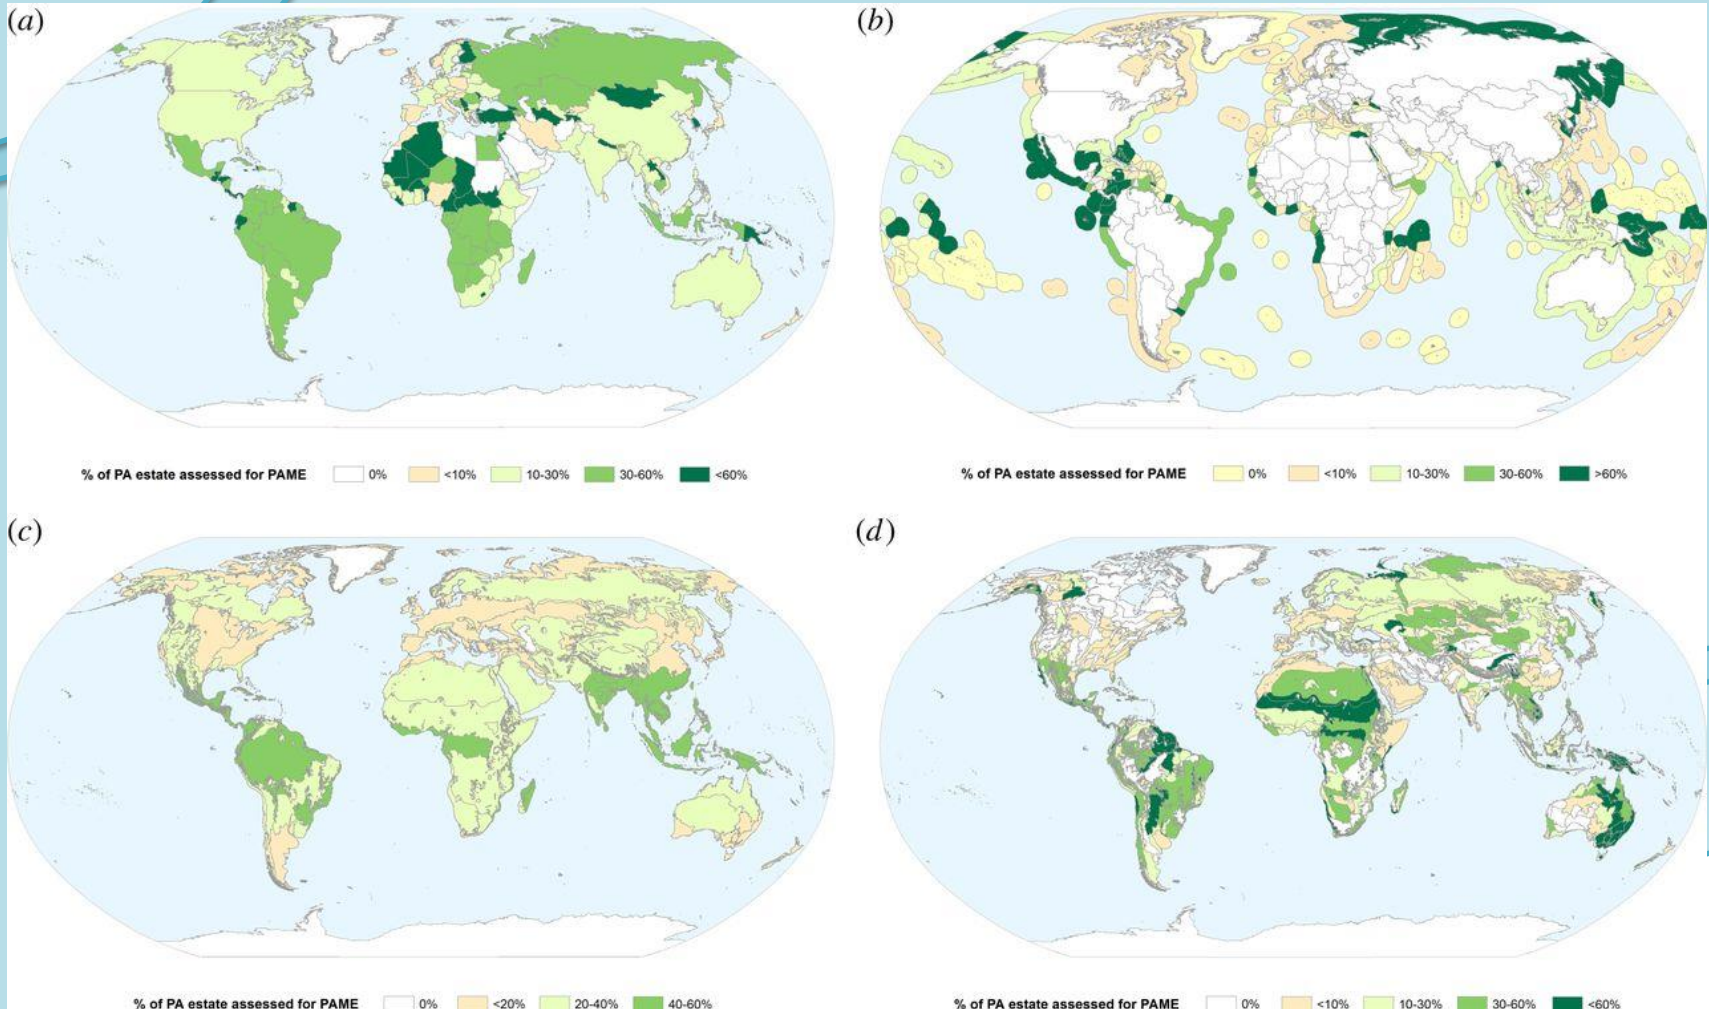 (a)
(b)
% of PA estate assessed for PAME 0% <10% 10-30% 30-60% <60%
% of PA estate assessed for PAME 0% <10% 10-30% 30-60% >60%
(c)
(d)
% of PA estate assessed for PAME 0% <20% 20-40% 40-60%
% of PA estate assessed for PAME 0% <10% 10-30% 30-60% <60%